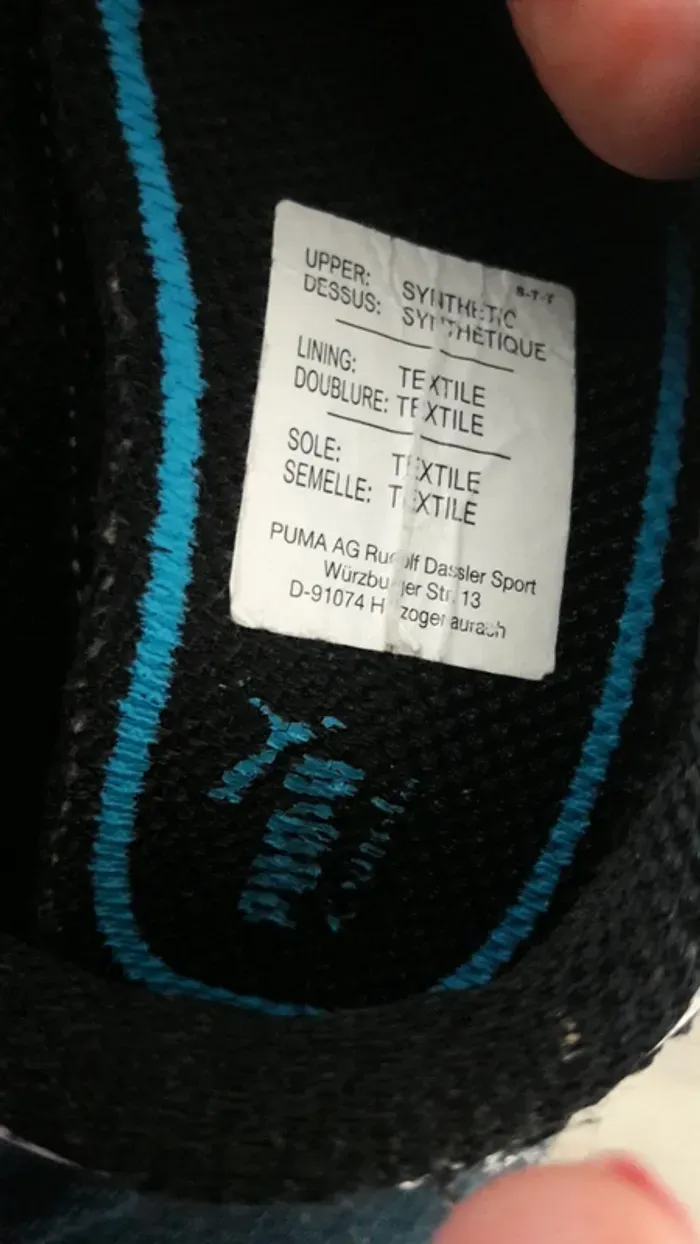 S-T-T
UPPER: SYNTHETIC
DESSUS: SYNTHETIQUE
LINING: TEXTILE
DOUBLURE: TEXTILE
SOLE: TEXTILE
SEMELLE: TEXTILE
PUMA AG Rudolf Dassler Sport
Würzburger Str. 13
D-91074 Herzogenaurach